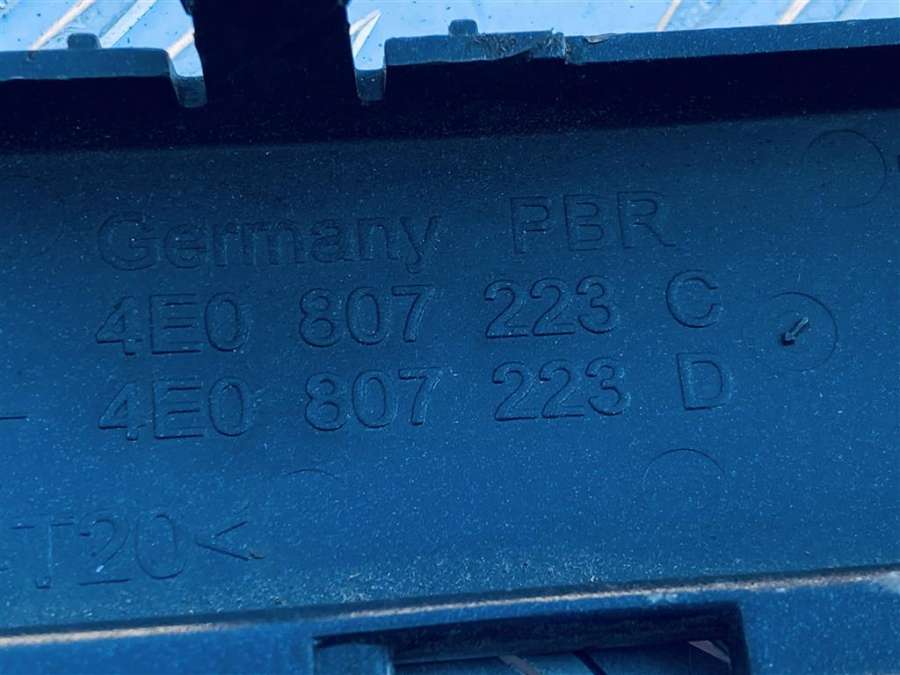 Germany PBR
4E0 807 223 C
4E0 807 223 D
T20<